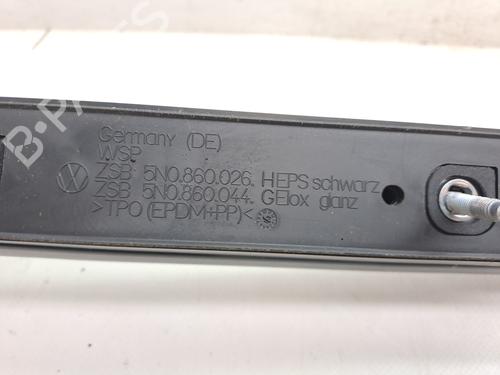 Germany (DE)
WSP
ZSB 5N0.860.026. HEPS schwarz
ZSB 5N0.860.044. GElox glanz
>TPO (EPDM+PP)<